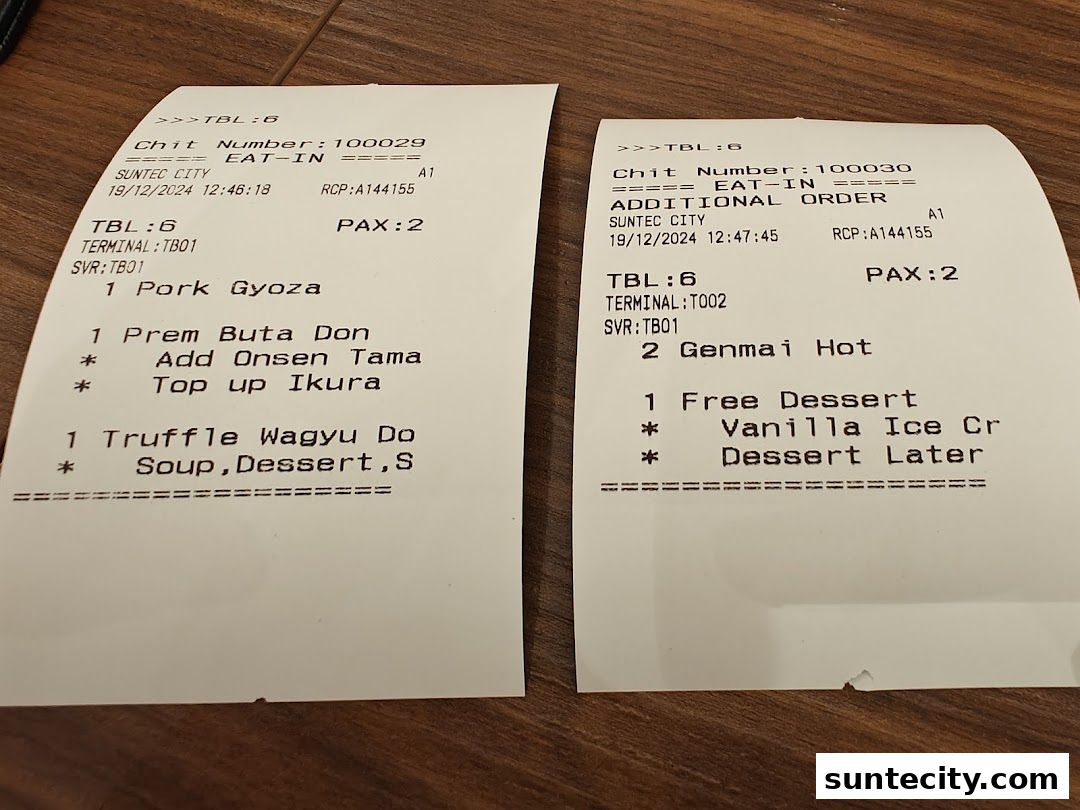 >>>TBL:6
Chit Number:100029
===== EAT-IN =====
SUNTEC CITY A1
19/12/2024 12:46:18 RCP:A144155
TBL:6 PAX:2
TERMINAL:TB01
SVR:TB01
1 Pork Gyoza
1 Prem Buta Don
* Add Onsen Tama
* Top up Ikura
1 Truffle Wagyu Do
* Soup,Dessert,S
===================
>>>TBL:6
Chit Number:100030
===== EAT-IN =====
ADDITIONAL ORDER
SUNTEC CITY A1
19/12/2024 12:47:45 RCP:A144155
TBL:6 PAX:2
TERMINAL:T002
SVR:TB01
2 Genmai Hot
1 Free Dessert
* Vanilla Ice Cr
* Dessert Later
===================
suntecity.com